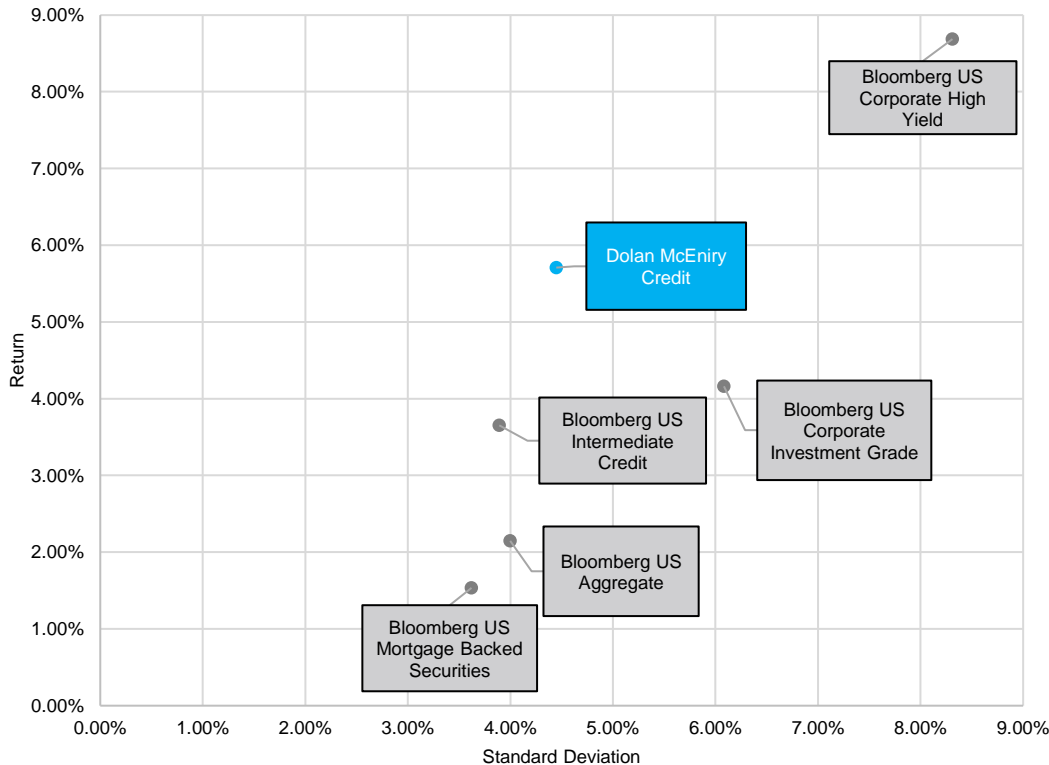 9.00%
8.00%
7.00%
6.00%
5.00%
4.00%
3.00%
2.00%
1.00%
0.00%
Return
Bloomberg US
Corporate High
Yield
Dolan McEniry
Credit
Bloomberg US
Intermediate
Credit
Bloomberg US
Corporate
Investment Grade
Bloomberg US
Aggregate
Bloomberg US
Mortgage Backed
Securities
0.00% 1.00% 2.00% 3.00% 4.00% 5.00% 6.00% 7.00% 8.00% 9.00%
Standard Deviation